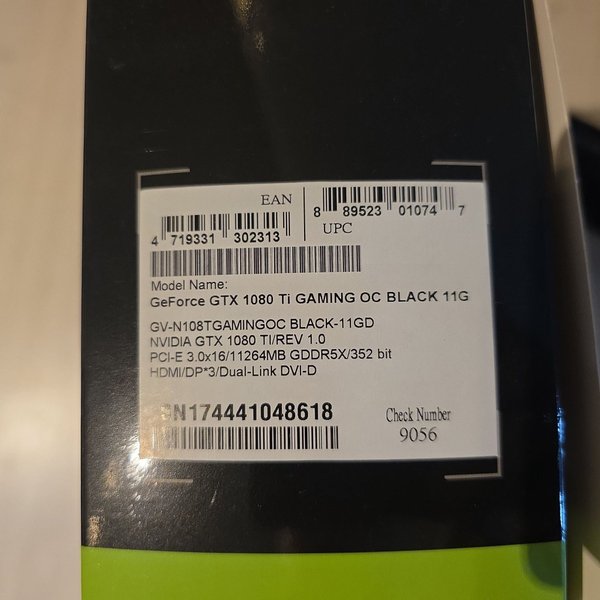 EAN
4 719331 302313
8 89523 01074 7
UPC
Model Name:
GeForce GTX 1080 Ti GAMING OC BLACK 11G
GV-N108TGAMINGOC BLACK-11GD
NVIDIA GTX 1080 TI/REV 1.0
PCI-E 3.0x16/11264MB GDDR5X/352 bit
HDMI/DP*3/Dual-Link DVI-D
SN174441048618
Check Number
9056